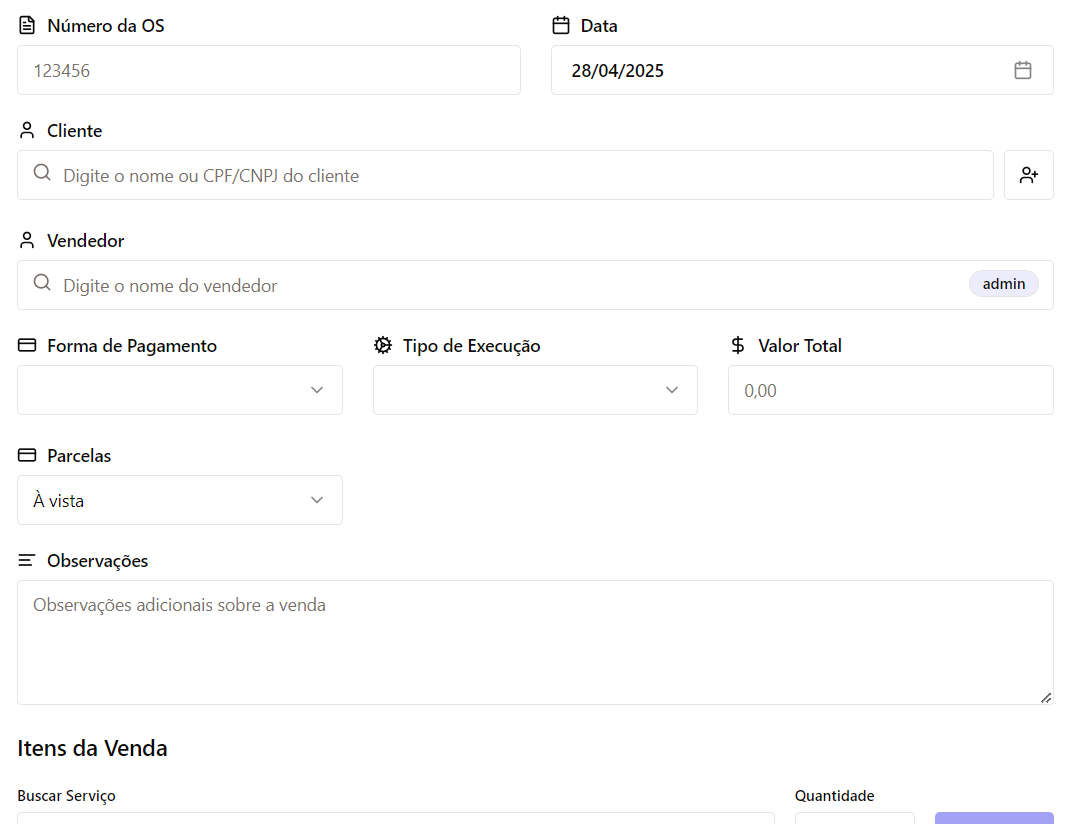 Número da OS
Data
123456
28/04/2025
Cliente
Digite o nome ou CPF/CNPJ do cliente
Vendedor
Digite o nome do vendedor
admin
Forma de Pagamento
Tipo de Execução
Valor Total
0,00
Parcelas
À vista
Observações
Observações adicionais sobre a venda
Itens da Venda
Buscar Serviço
Quantidade